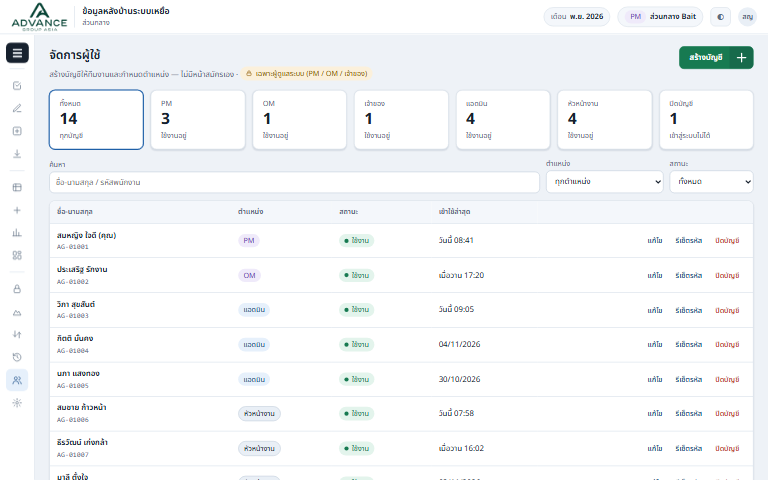 ADVANCE
GROUP ASIA
ข้อมูลหลังบ้านระบบเหยื่อ
ส่วนกลาง
เดือน พ.ย. 2026
PM ส่วนกลาง Bait
สญ
จัดการผู้ใช้
สร้างบัญชีให้ทีมงานและกำหนดตำแหน่ง — ไม่มีหน้าสมัครเอง · เฉพาะผู้ดูแลระบบ (PM / OM / เจ้าของ)
สร้างบัญชี
ทั้งหมด
14
ทุกบัญชี
PM
3
ใช้งานอยู่
OM
1
ใช้งานอยู่
เจ้าของ
1
ใช้งานอยู่
แอดมิน
4
ใช้งานอยู่
หัวหน้างาน
4
ใช้งานอยู่
ปิดบัญชี
1
เข้าสู่ระบบไม่ได้
ค้นหา
ชื่อ-นามสกุล / รหัสพนักงาน
ตำแหน่ง
ทุกตำแหน่ง
สถานะ
ทั้งหมด
ชื่อ-นามสกุล ตำแหน่ง สถานะ เข้าใช้ล่าสุด
สมหญิง ใจดี (คุณ)
AG-01001
PM ใช้งาน วันนี้ 08:41 แก้ไข รีเซ็ตรหัส ปิดบัญชี
ประเสริฐ รักงาน
AG-01002
OM ใช้งาน เมื่อวาน 17:20 แก้ไข รีเซ็ตรหัส ปิดบัญชี
วิภา สุขสันต์
AG-01003
แอดมิน ใช้งาน วันนี้ 09:05 แก้ไข รีเซ็ตรหัส ปิดบัญชี
กิตติ มั่นคง
AG-01004
แอดมิน ใช้งาน 04/11/2026 แก้ไข รีเซ็ตรหัส ปิดบัญชี
นภา แสงทอง
AG-01005
แอดมิน ใช้งาน 30/10/2026 แก้ไข รีเซ็ตรหัส ปิดบัญชี
สมชาย ก้าวหน้า
AG-01006
หัวหน้างาน ใช้งาน วันนี้ 07:58 แก้ไข รีเซ็ตรหัส ปิดบัญชี
ธีรวัฒน์ เก่งกล้า
AG-01007
หัวหน้างาน ใช้งาน เมื่อวาน 16:02 แก้ไข รีเซ็ตรหัส ปิดบัญชี
มาลี ตั้งใจ